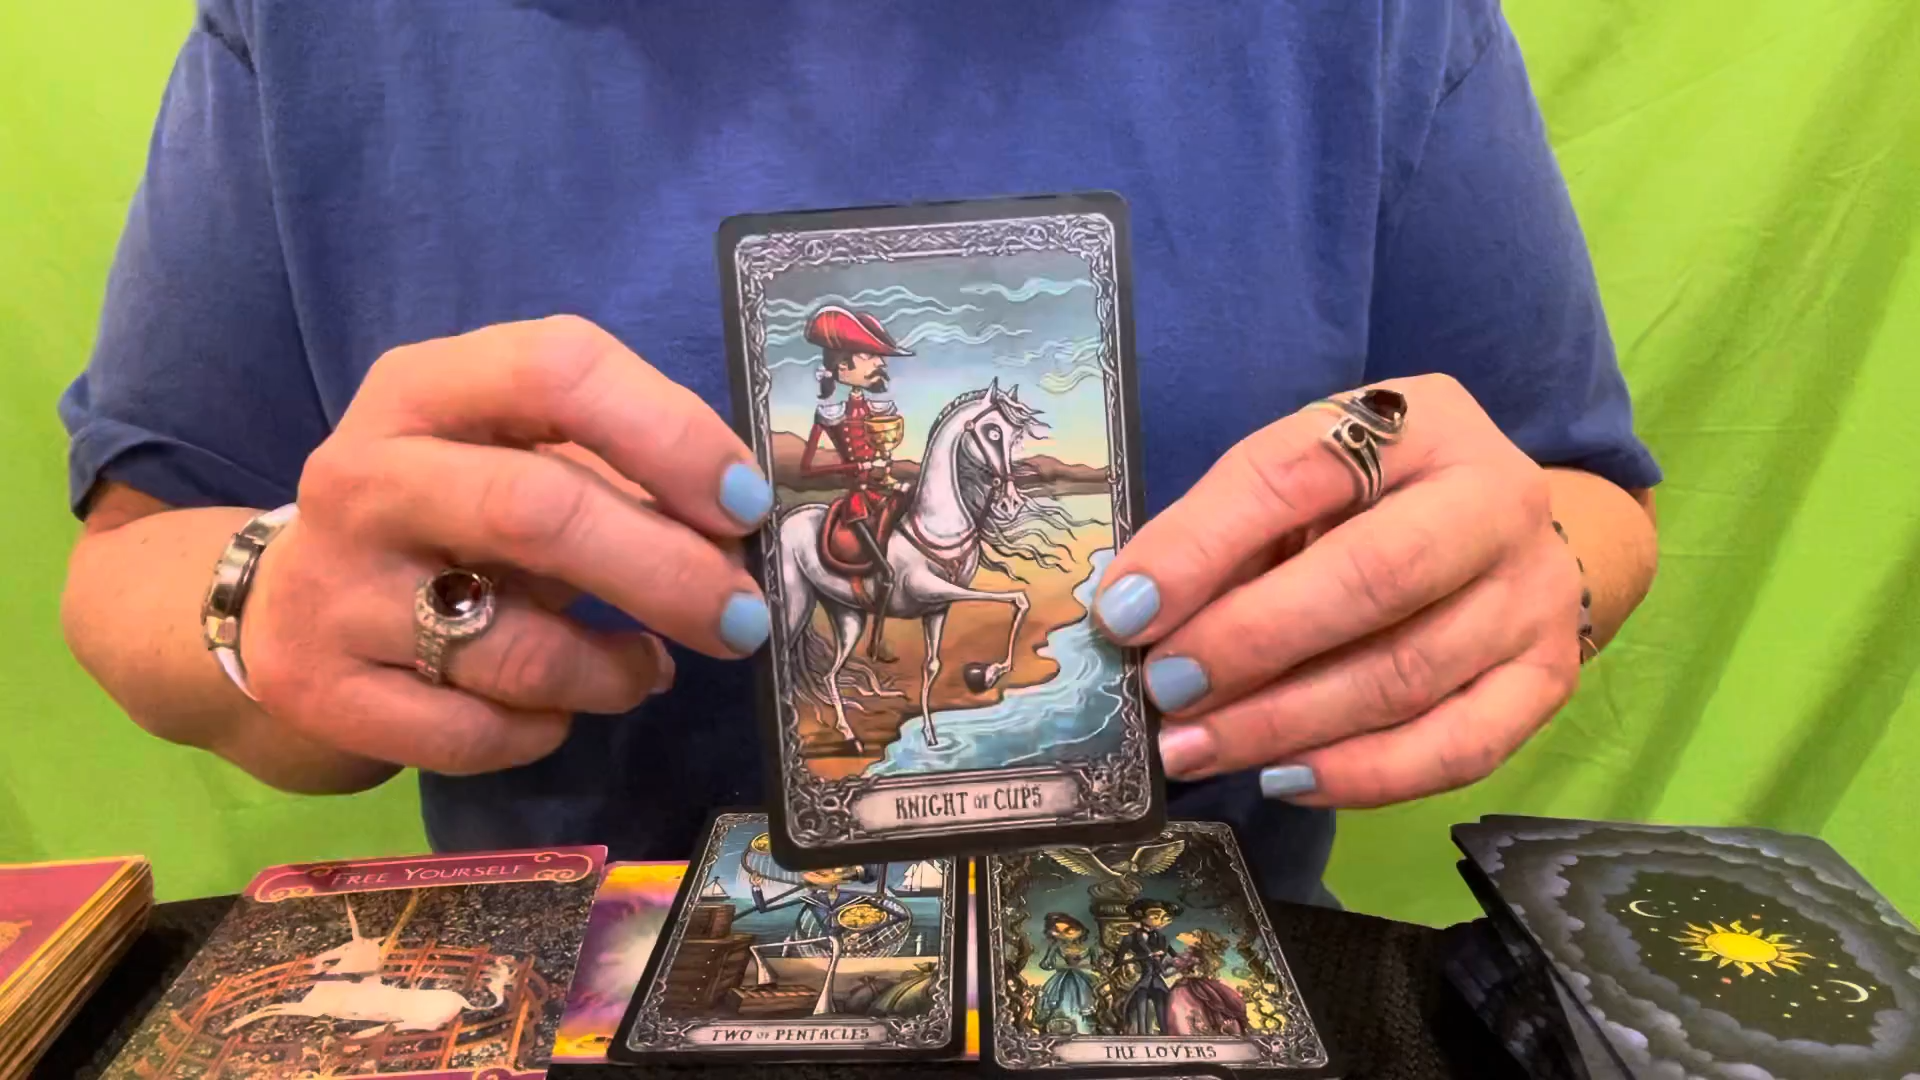 KNIGHT OF CUPS
FREE YOURSELF
TWO OF PENTACLES
THE LOVERS